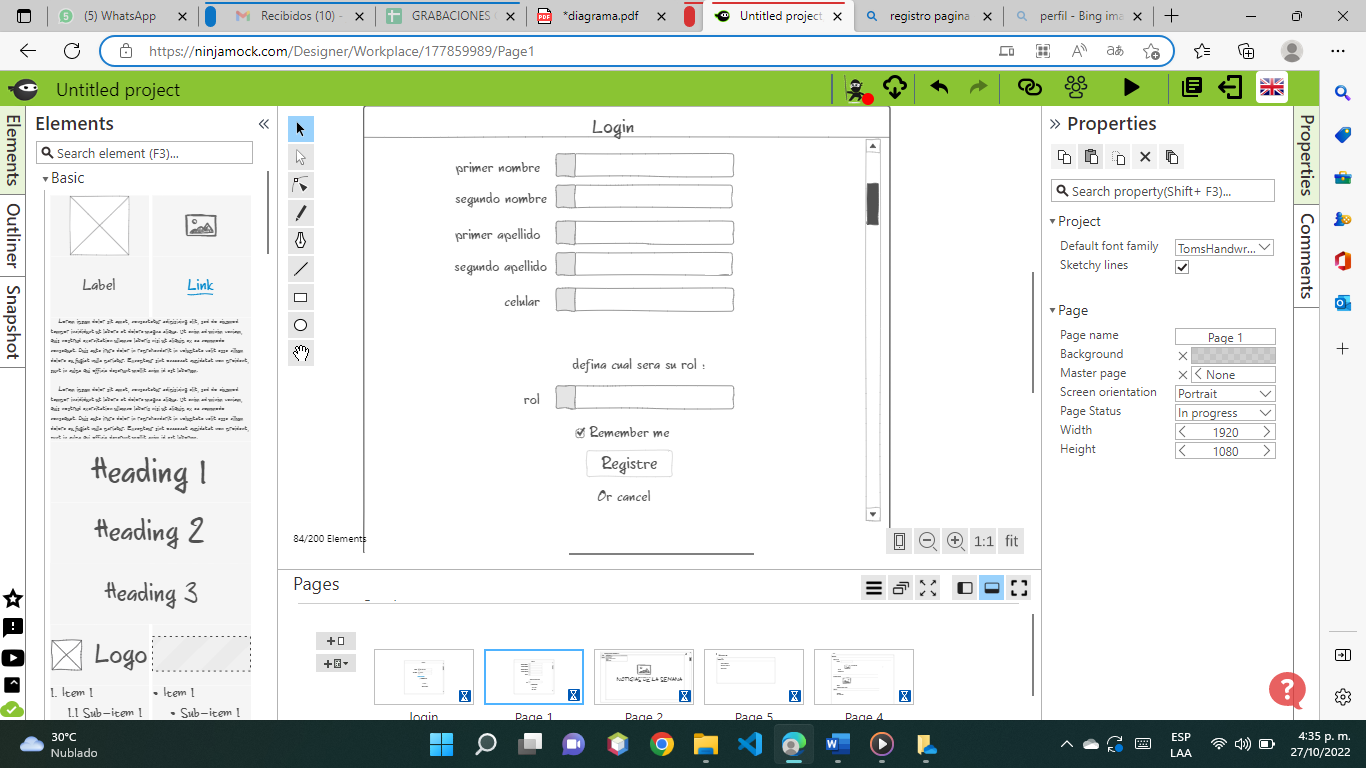 (5) WhatsApp
Recibidos (10) -
GRABACIONES
*diagrama.pdf
Untitled project
registro pagina
perfil - Bing ima
https://ninjamock.com/Designer/Workplace/177859989/Page1
Untitled project
Elements
Outliner
Snapshot
Elements
Search element (F3)...
Basic
Label
Link
Heading 1
Heading 2
Heading 3
Logo
1. Item 1
• Item 1
1.1 Sub-item 1
• Sub-item 1
Login
primer nombre
segundo nombre
primer apellido
segundo apellido
celular
defina cual sera su rol :
rol
Remember me
Registre
Or cancel
84/200 Elements
1:1
fit
Pages
login
Page 1
NOTICIAS DE LA SEMANA
Page 2
Page 5
Page 4
Properties
Search property(Shift+ F3)...
Project
Default font family
TomsHandwr...
Sketchy lines
Page
Page name
Page 1
Background
Master page
None
Screen orientation
Portrait
Page Status
In progress
Width
1920
Height
1080
Properties
Comments
30°C
Nublado
ESP
LAA
4:35 p. m.
27/10/2022